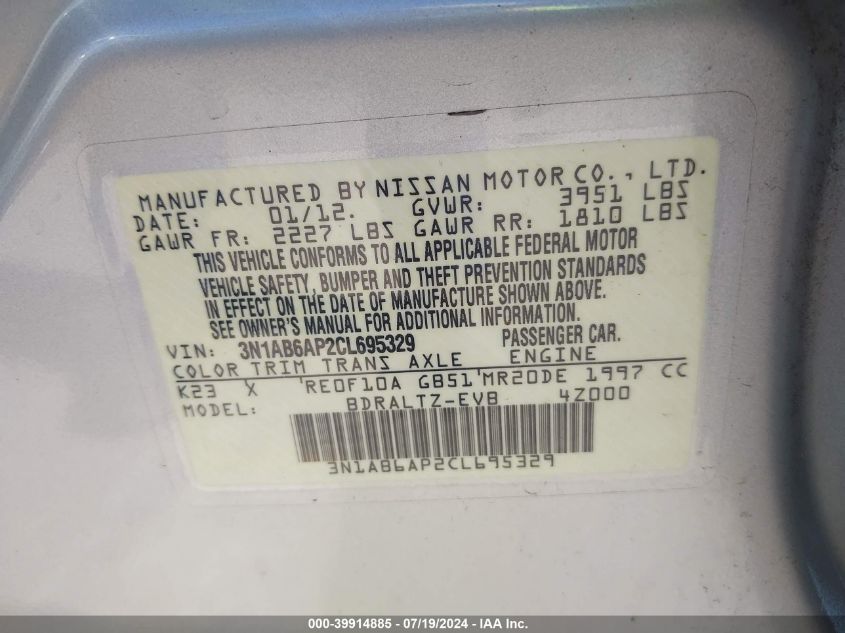 MANUFACTURED BY NISSAN MOTOR CO., LTD.
DATE: 01/12. GVWR: 3951 LBS
GAWR FR: 2227 LBS GAWR RR: 1810 LBS
THIS VEHICLE CONFORMS TO ALL APPLICABLE FEDERAL MOTOR
VEHICLE SAFETY, BUMPER AND THEFT PREVENTION STANDARDS
IN EFFECT ON THE DATE OF MANUFACTURE SHOWN ABOVE.
SEE OWNER'S MANUAL FOR ADDITIONAL INFORMATION.
VIN: 3N1AB6AP2CL695329 PASSENGER CAR.
COLOR TRIM TRANS AXLE ENGINE
K23 X 'RE0F10A GB51'MR20DE 1997 CC
MODEL: BDRALTZ-EVB 4Z000
3N1AB6AP2CL695329
000-39914885 - 07/19/2024 - IAA Inc.